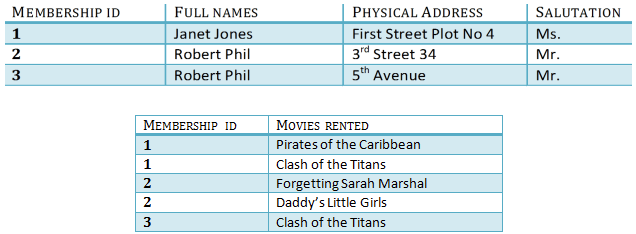 MEMBERSHIP ID FULL NAMES PHYSICAL ADDRESS SALUTATION
1 Janet Jones First Street Plot No 4 Ms.
2 Robert Phil 3rd Street 34 Mr.
3 Robert Phil 5th Avenue Mr.
MEMBERSHIP ID MOVIES RENTED
1 Pirates of the Caribbean
1 Clash of the Titans
2 Forgetting Sarah Marshal
2 Daddy's Little Girls
3 Clash of the Titans